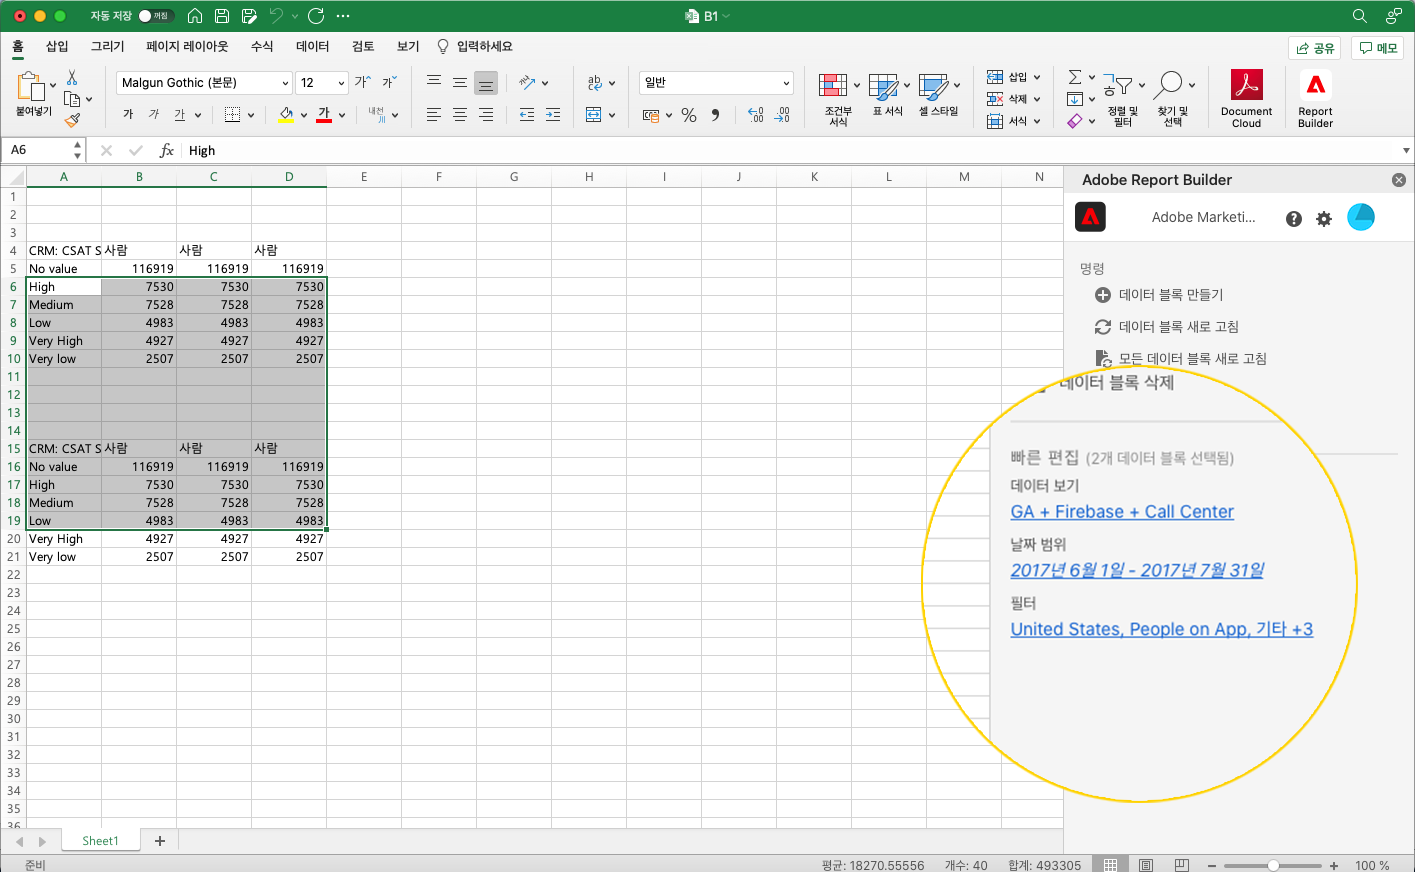 자동 저장 꺼짐
B1
홈 삽입 그리기 페이지 레이아웃 수식 데이터 검토 보기 입력하세요 공유 메모
붙여넣기
Malgun Gothic (본문) 12 가^ 가ˇ
가 가 가 가 내천
일반
% ,
조건부 서식
표 서식
셀 스타일
삽입
삭제
서식
정렬 및 필터
찾기 및 선택
Document Cloud
Report Builder
A6 fx High
A B C D E F G H I J K L M N
1
2
3
4 CRM: CSAT S 사람 사람 사람
5 No value 116919 116919 116919
6 High 7530 7530 7530
7 Medium 7528 7528 7528
8 Low 4983 4983 4983
9 Very High 4927 4927 4927
10 Very low 2507 2507 2507
11
12
13
14
15 CRM: CSAT S 사람 사람 사람
16 No value 116919 116919 116919
17 High 7530 7530 7530
18 Medium 7528 7528 7528
19 Low 4983 4983 4983
20 Very High 4927 4927 4927
21 Very low 2507 2507 2507
22
23
24
25
26
27
28
29
30
31
32
33
34
35
36
Adobe Report Builder
Adobe Marketi...
명령
데이터 블록 만들기
데이터 블록 새로 고침
모든 데이터 블록 새로 고침
데이터 블록 삭제
빠른 편집 (2개 데이터 블록 선택됨)
데이터 보기
GA + Firebase + Call Center
날짜 범위
2017년 6월 1일 - 2017년 7월 31일
필터
United States, People on App, 기타 +3
Sheet1
준비 평균: 18270.55556 개수: 40 합계: 493305 100 %